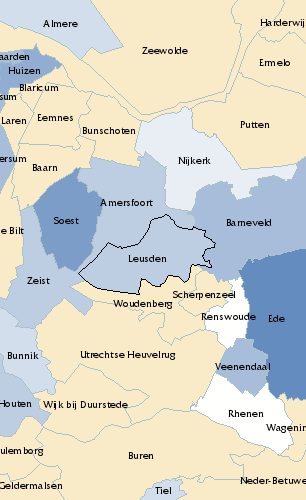 Almere
Harderwij
Zeewolde
aarden
Ermelo
Huizen
Blaricum
sum
Laren
Eemnes
Putten
Bunschoten
ersum
Nijkerk
Baarn
Amersfoort
Soest
Barneveld
e Bilt
Leusden
Zeist
Scherpenzeel
Woudenberg
Renswoude
Ede
Bunnik
Utrechtse Heuvelrug
Veenendaal
Houten
Wijk bij Duurstede
Rhenen
Wagenin
ulemborg
Buren
Geldermalsen
Neder-Betuwe
Tiel